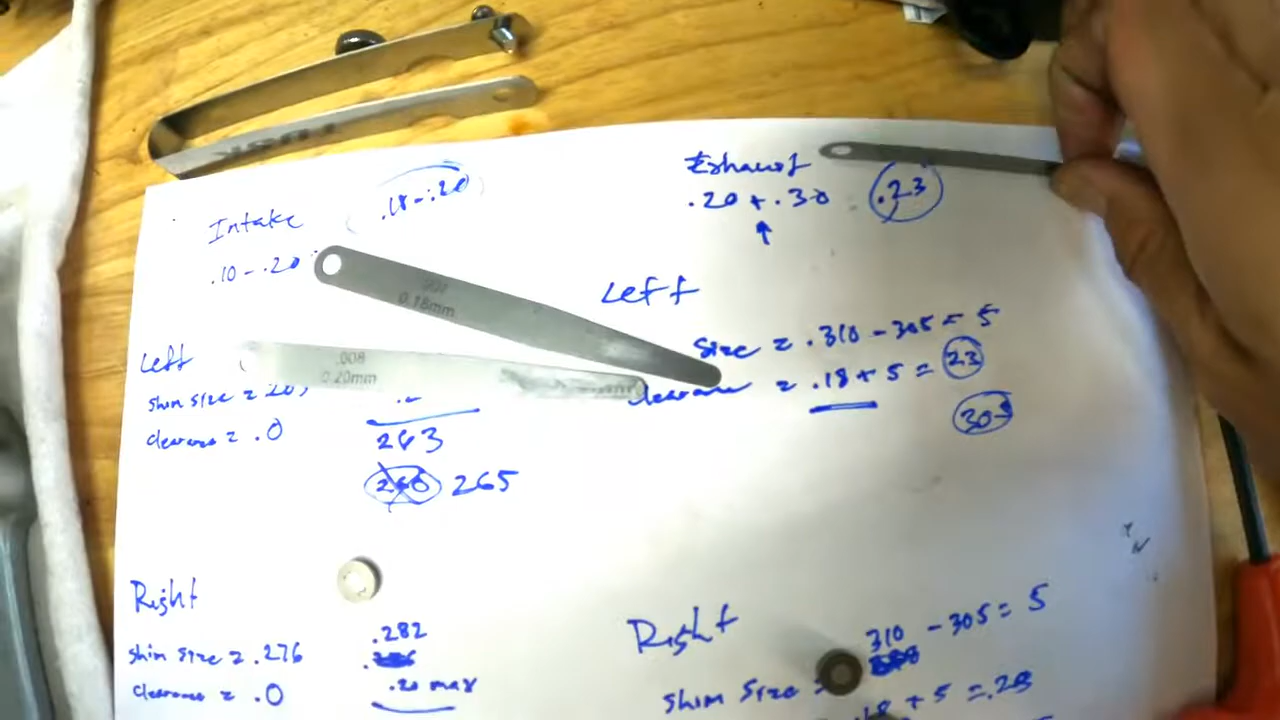 Intake
.18-.20
.10-.20
.007
0.18mm
.008
0.20mm
Left
shim size =
clearance = .0
263
260 265
Right
.282
shim size = .276
.20 max
clearance = .0
Exhaust
.20 + .30 .23
Left
size = .310 - 305 = 5
clearance = .18 + 5 = 23
305
Right
310 - 305 = 5
shim size =
.18 + 5 = .23